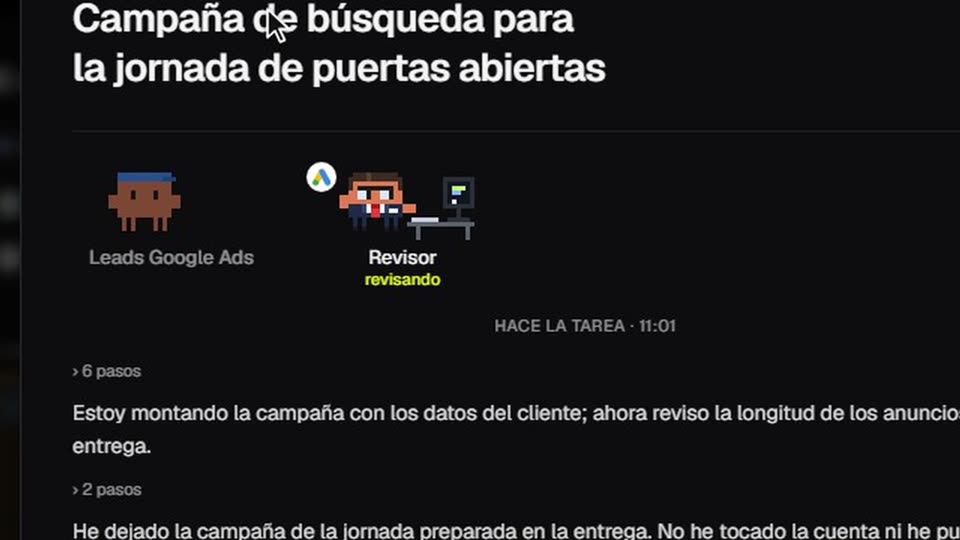 Campaña de búsqueda para
la jornada de puertas abiertas
Leads Google Ads
Revisor
revisando
HACE LA TAREA · 11:01
› 6 pasos
Estoy montando la campaña con los datos del cliente; ahora reviso la longitud de los anuncios
entrega.
› 2 pasos
He dejado la campaña de la jornada preparada en la entrega. No he tocado la cuenta ni he pu